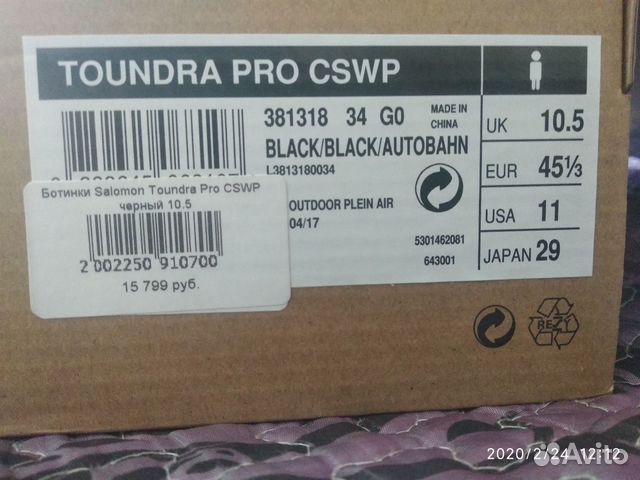 TOUNDRA PRO CSWP
381318 34 G0
MADE IN
CHINA
BLACK/BLACK/AUTOBAHN
L3813180034
OUTDOOR PLEIN AIR
04/17
5301462081
643001
UK 10.5
EUR 45⅓
USA 11
JAPAN 29
Ботинки Salomon Toundra Pro CSWP
черный 10.5
2 002250 910700
15 799 руб.
REZY
2020/2/24 12:12
Avito